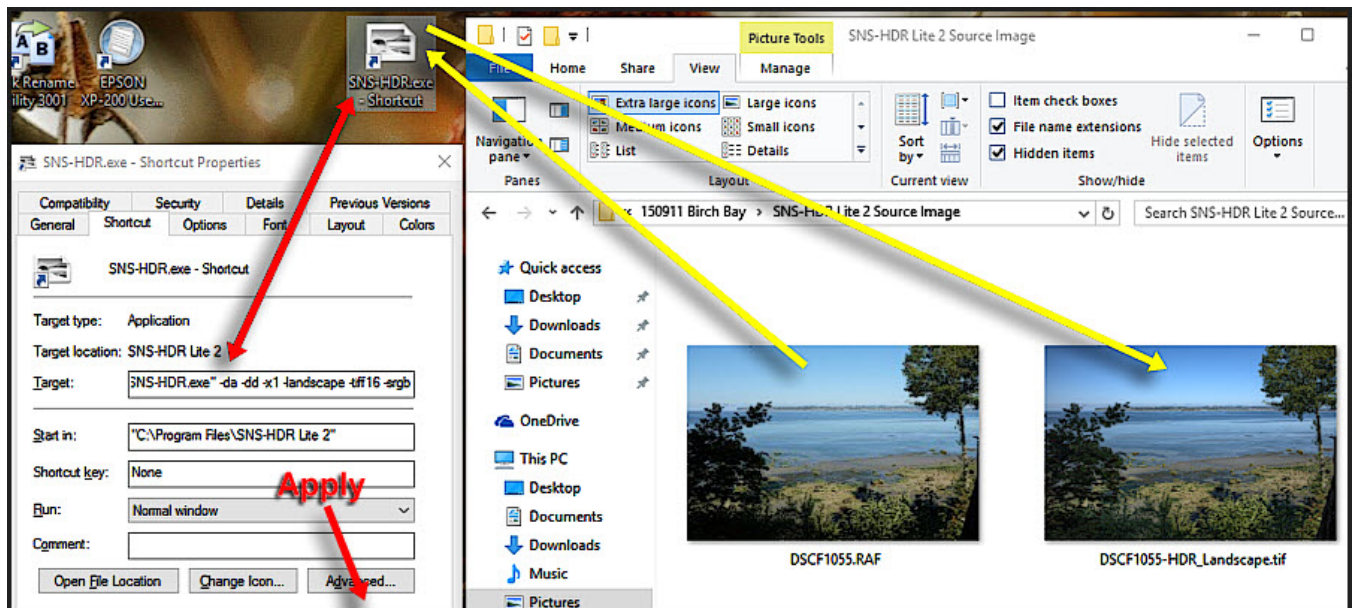 k Rename
ility 3001
EPSON
XP-200 Use...
SNS-HDR.exe
- Shortcut
SNS-HDR.exe - Shortcut Properties
Compatibility Security Details Previous Versions
General Shortcut Options Font Layout Colors
SNS-HDR.exe - Shortcut
Target type: Application
Target location: SNS-HDR Lite 2
Target: SNS-HDR.exe" -da -dd -x1 -landscape -tiff16 -srgb
Start in: "C:\Program Files\SNS-HDR Lite 2"
Shortcut key: None
Apply
Run: Normal window
Comment:
Open File Location Change Icon... Advanced...
Picture Tools SNS-HDR Lite 2 Source Image
File Home Share View Manage
Navigation
pane
Panes
Extra large icons Large icons
Medium icons Small icons
List Details
Layout
Sort
by
Current view
Item check boxes
File name extensions
Hidden items
Hide selected
items
Show/hide
Options
150911 Birch Bay SNS-HDR Lite 2 Source Image
Search SNS-HDR Lite 2 Source...
Quick access
Desktop
Downloads
Documents
Pictures
OneDrive
This PC
Desktop
Documents
Downloads
Music
Pictures
DSCF1055.RAF
DSCF1055-HDR_Landscape.tif